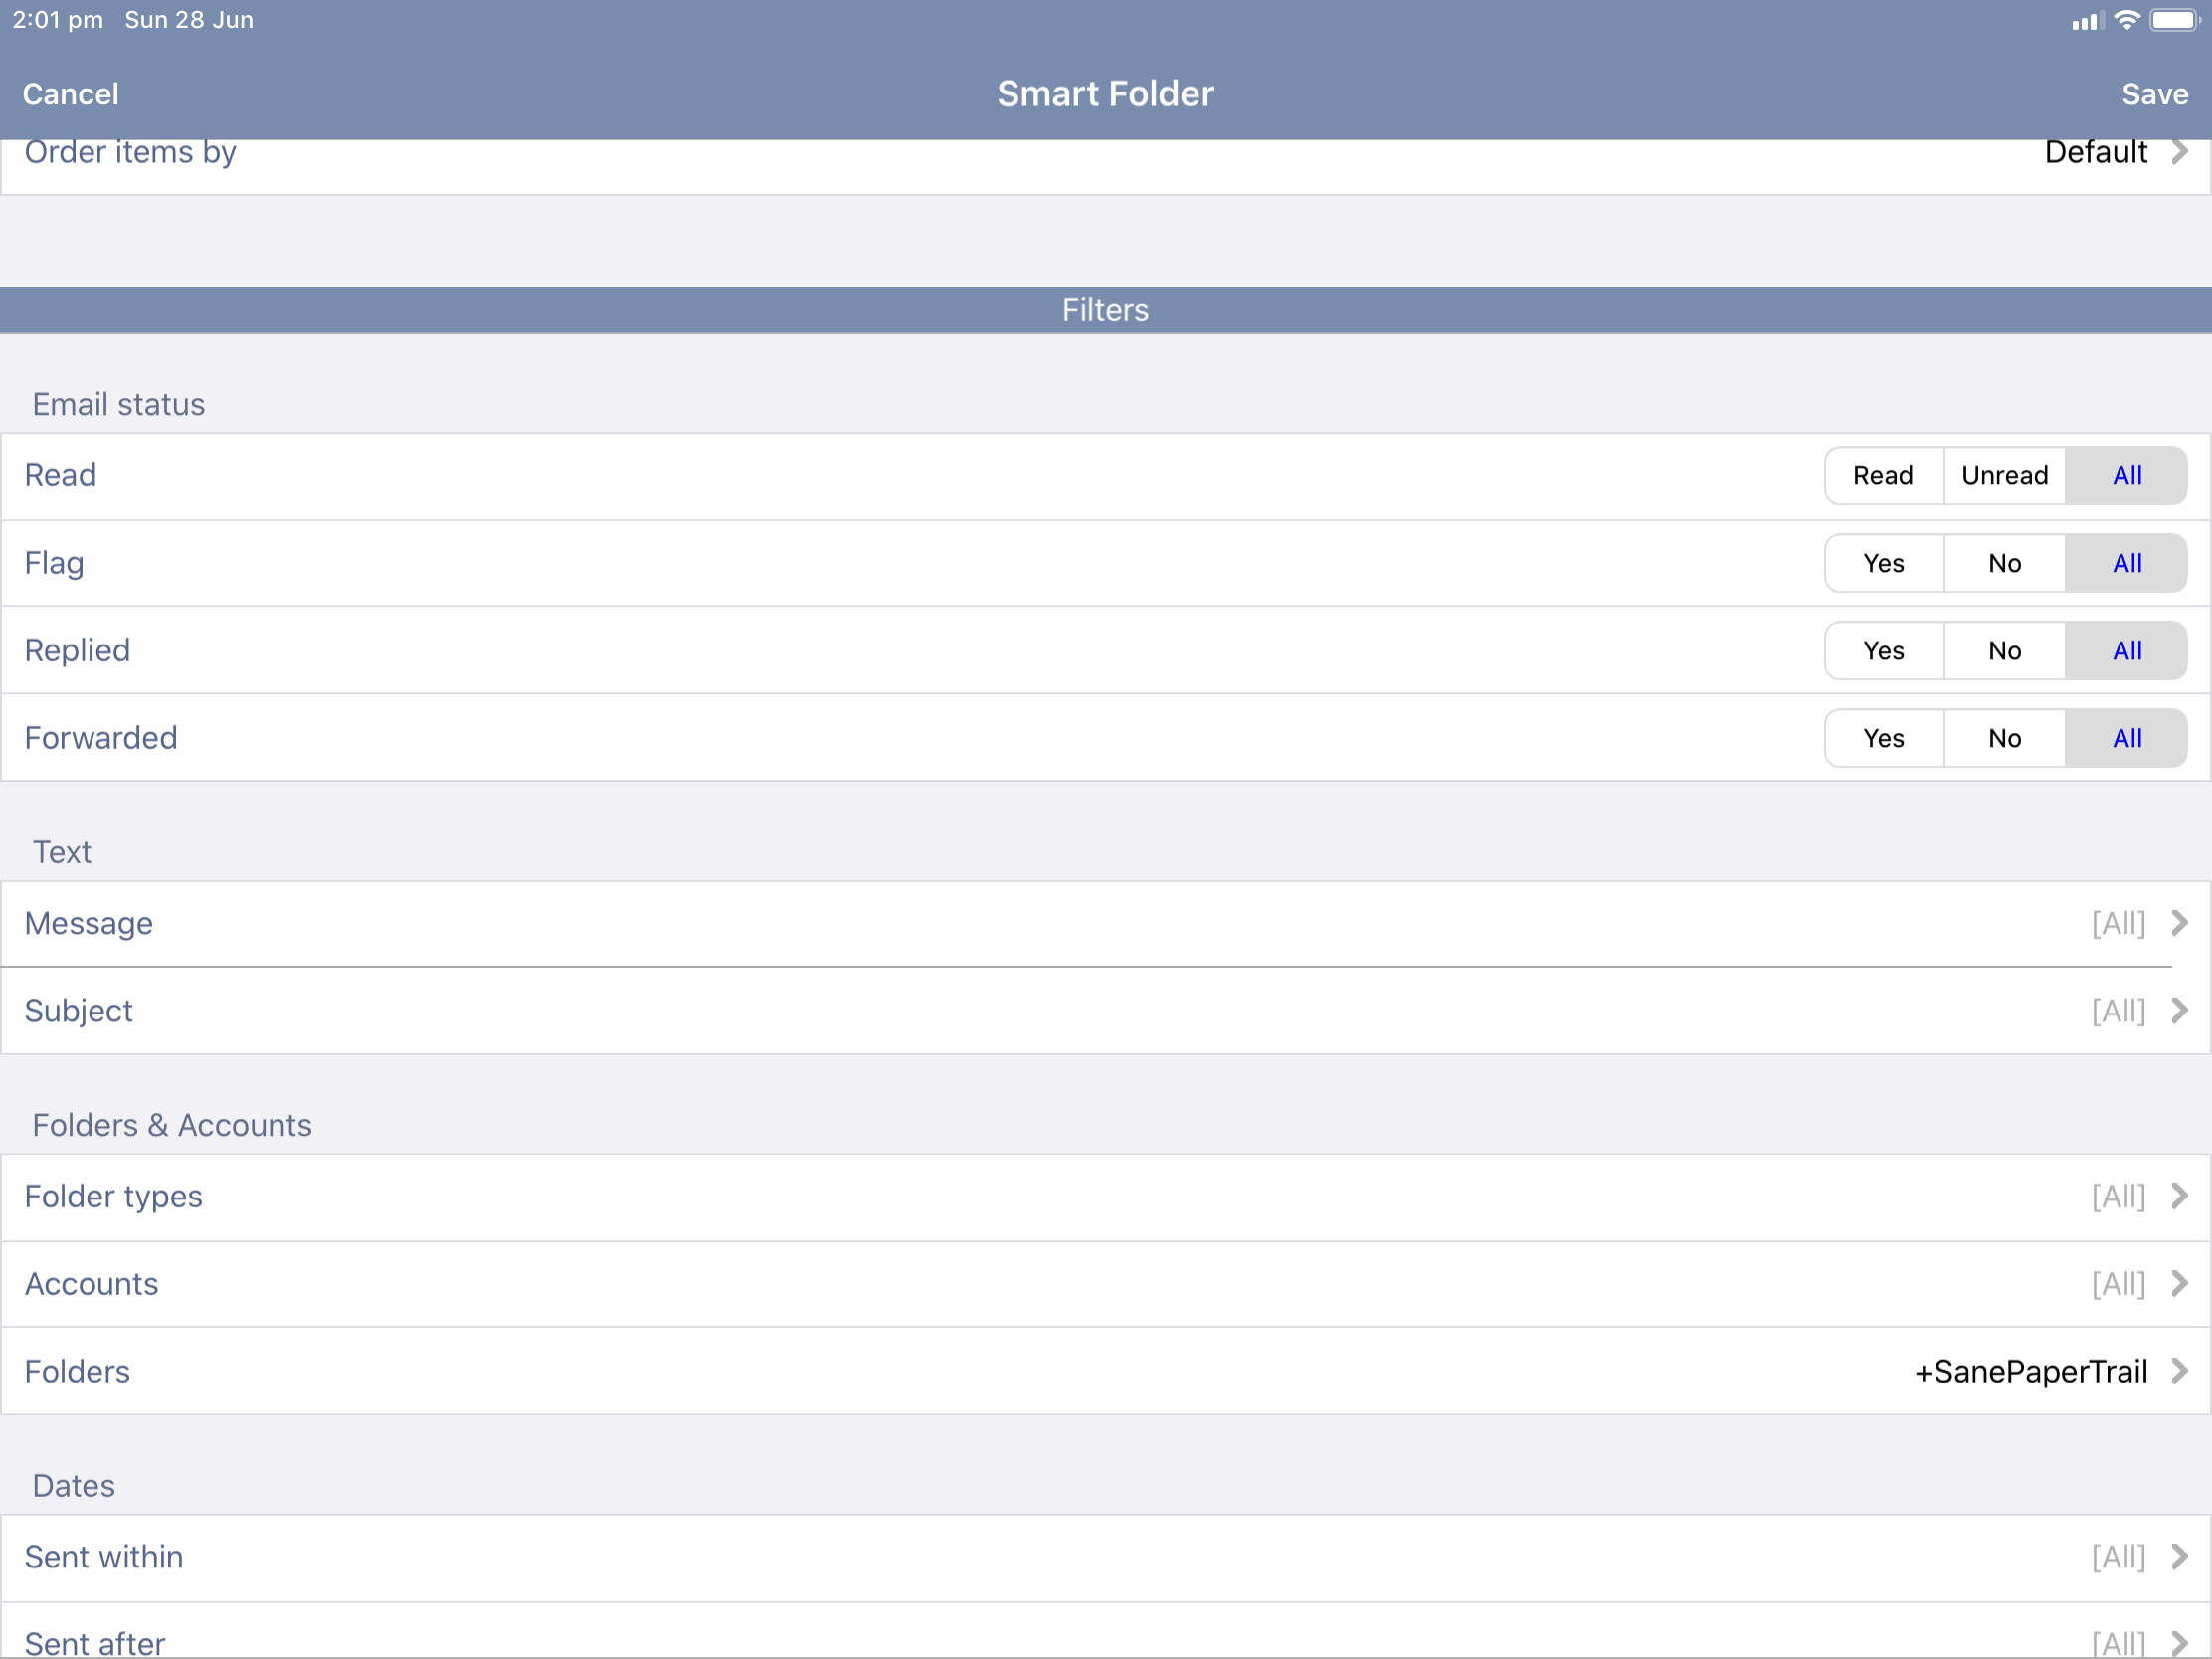 2:01 pm Sun 28 Jun
Cancel Smart Folder Save
Order items by Default
Filters
Email status
Read Read Unread All
Flag Yes No All
Replied Yes No All
Forwarded Yes No All
Text
Message [All]
Subject [All]
Folders & Accounts
Folder types [All]
Accounts [All]
Folders +SanePaperTrail
Dates
Sent within [All]
Sent after [All]